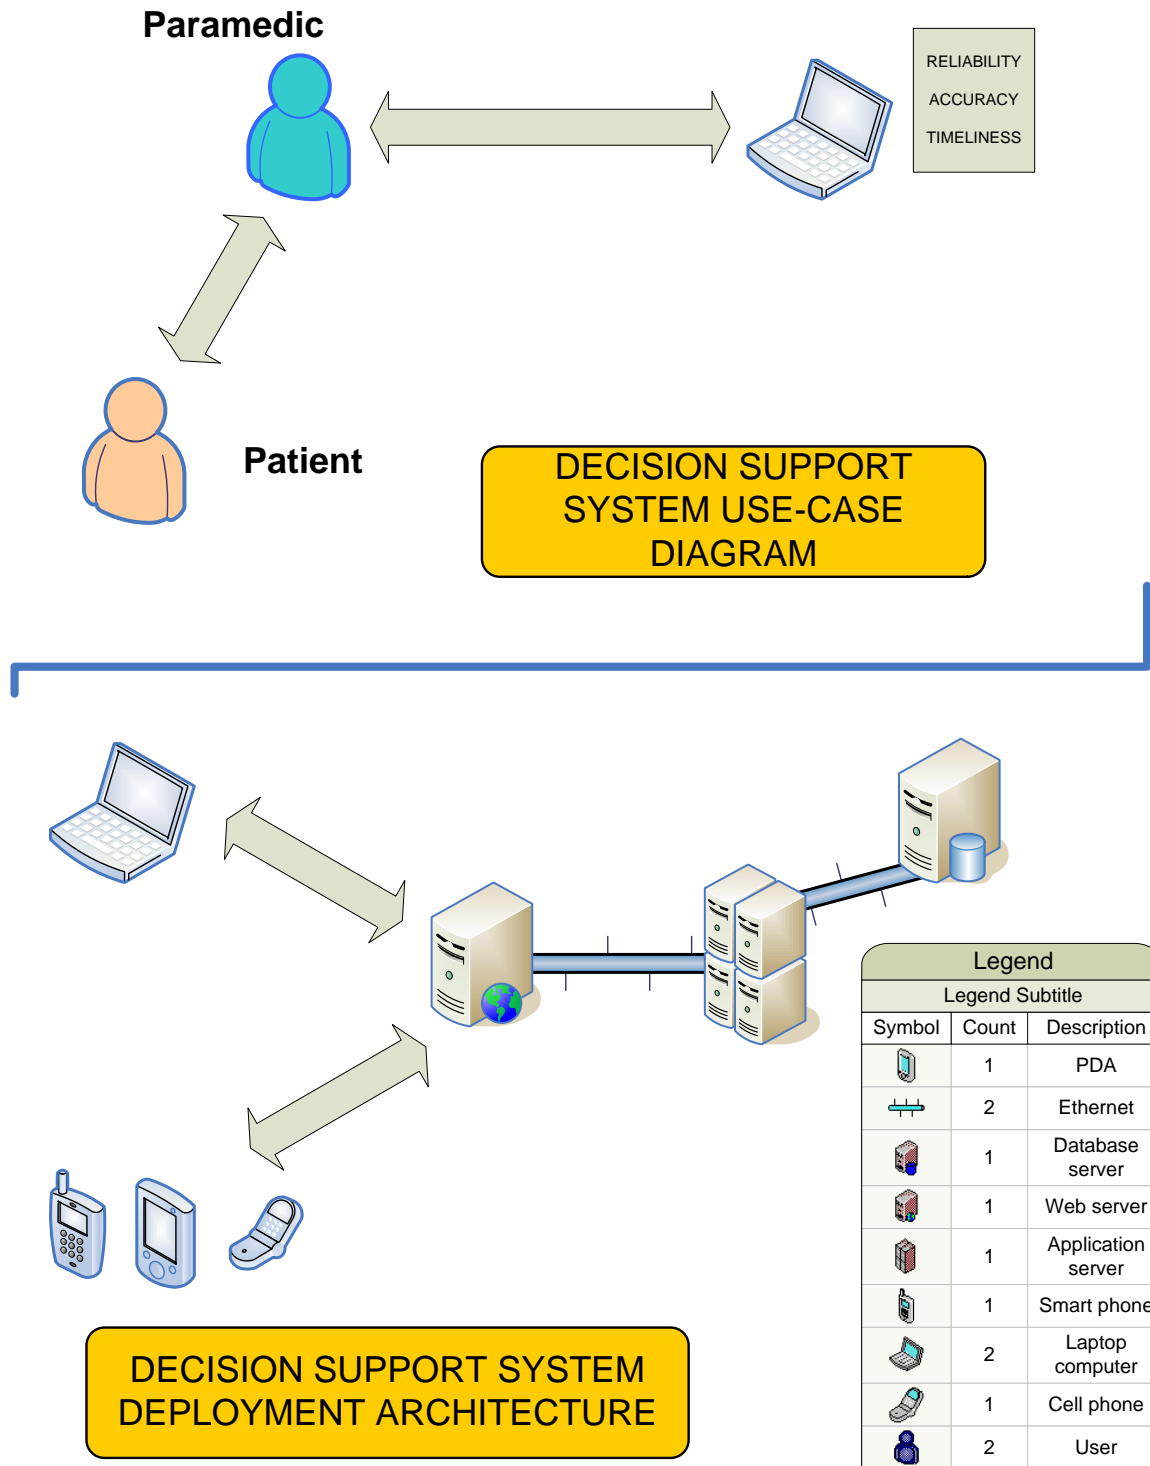 Paramedic
RELIABILITY
ACCURACY
TIMELINESS
Patient
DECISION SUPPORT
SYSTEM USE-CASE
DIAGRAM
Legend
Legend Subtitle
Symbol Count Description
1 PDA
2 Ethernet
1 Database
server
1 Web server
1 Application
server
1 Smart phone
2 Laptop
computer
1 Cell phone
2 User
DECISION SUPPORT SYSTEM
DEPLOYMENT ARCHITECTURE